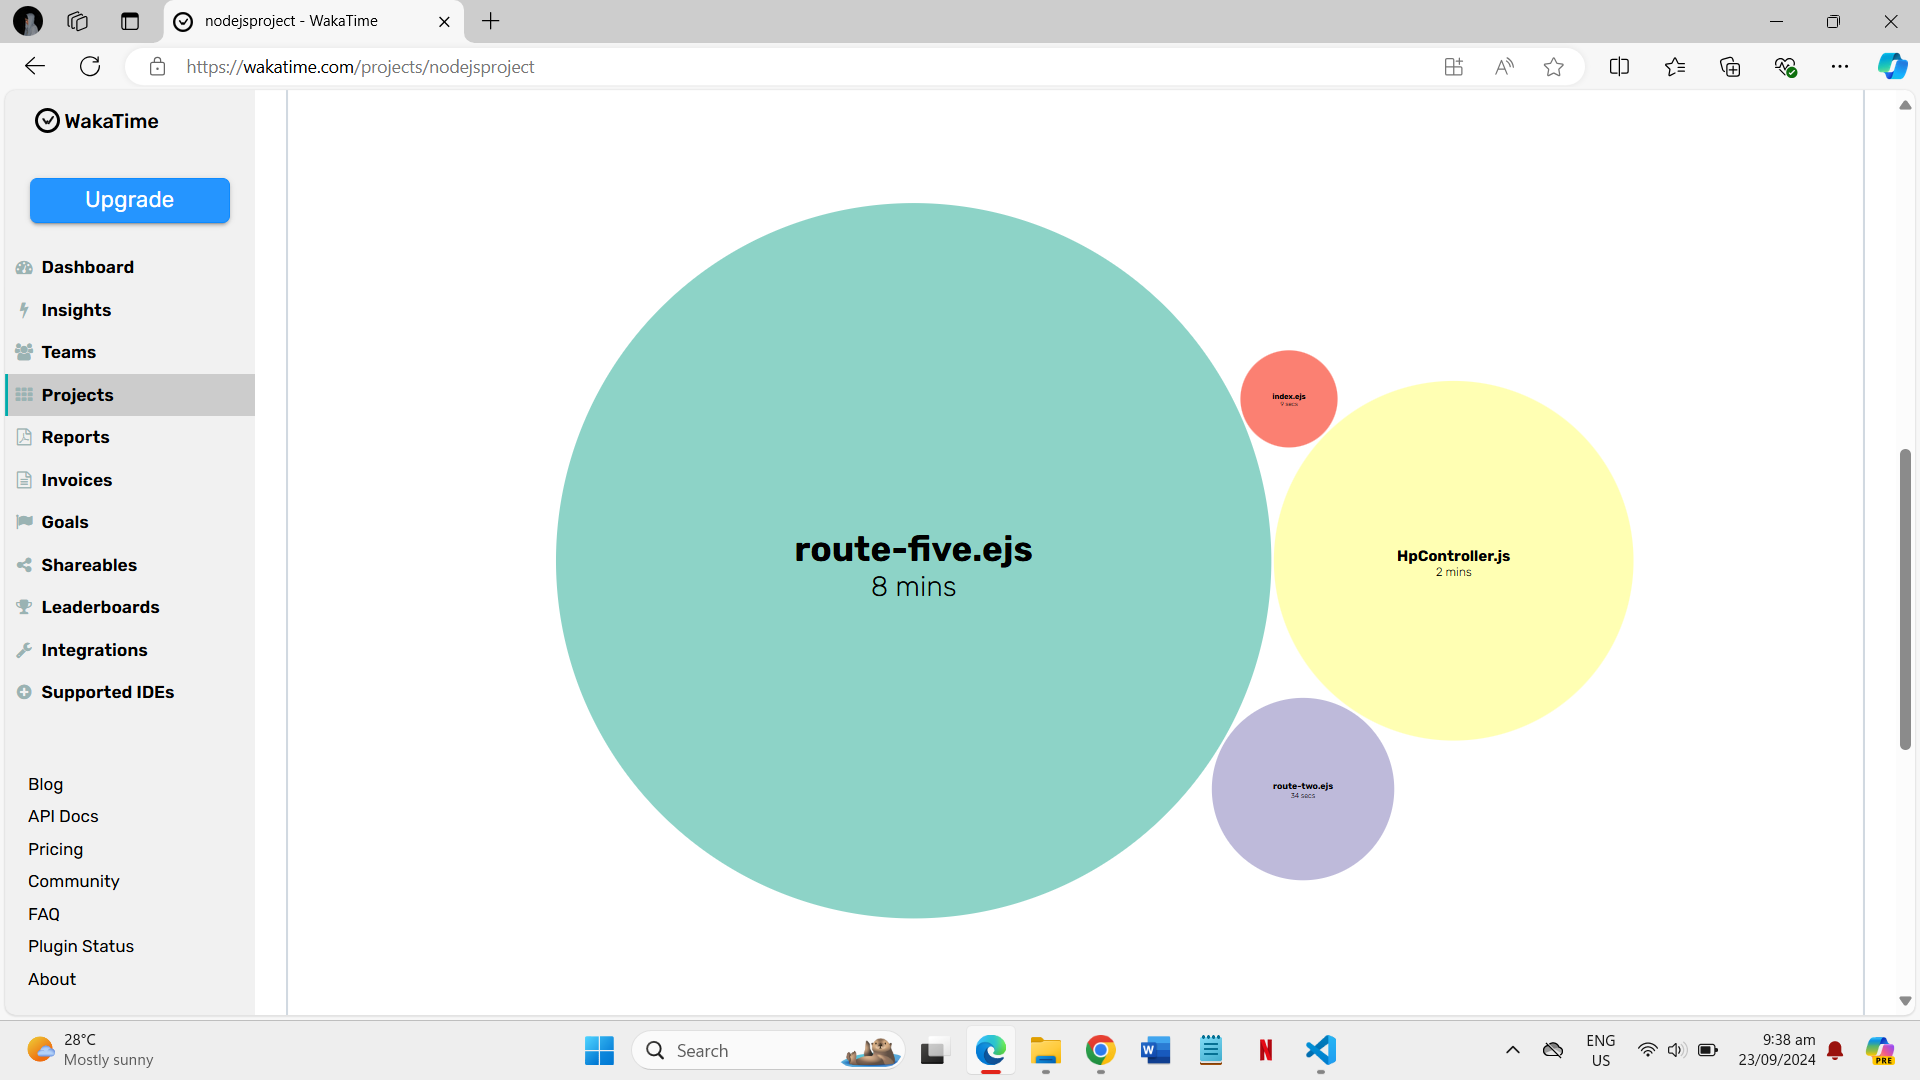 nodejsproject - WakaTime
https://wakatime.com/projects/nodejsproject
WakaTime
Upgrade
Dashboard
Insights
Teams
Projects
Reports
Invoices
Goals
Shareables
Leaderboards
Integrations
Supported IDEs
Blog
API Docs
Pricing
Community
FAQ
Plugin Status
About
index.ejs
9 secs
route-five.ejs
8 mins
HpController.js
2 mins
route-two.ejs
34 secs
28°C
Mostly sunny
Search
W
N
ENG
US
9:38 am
23/09/2024
PRE